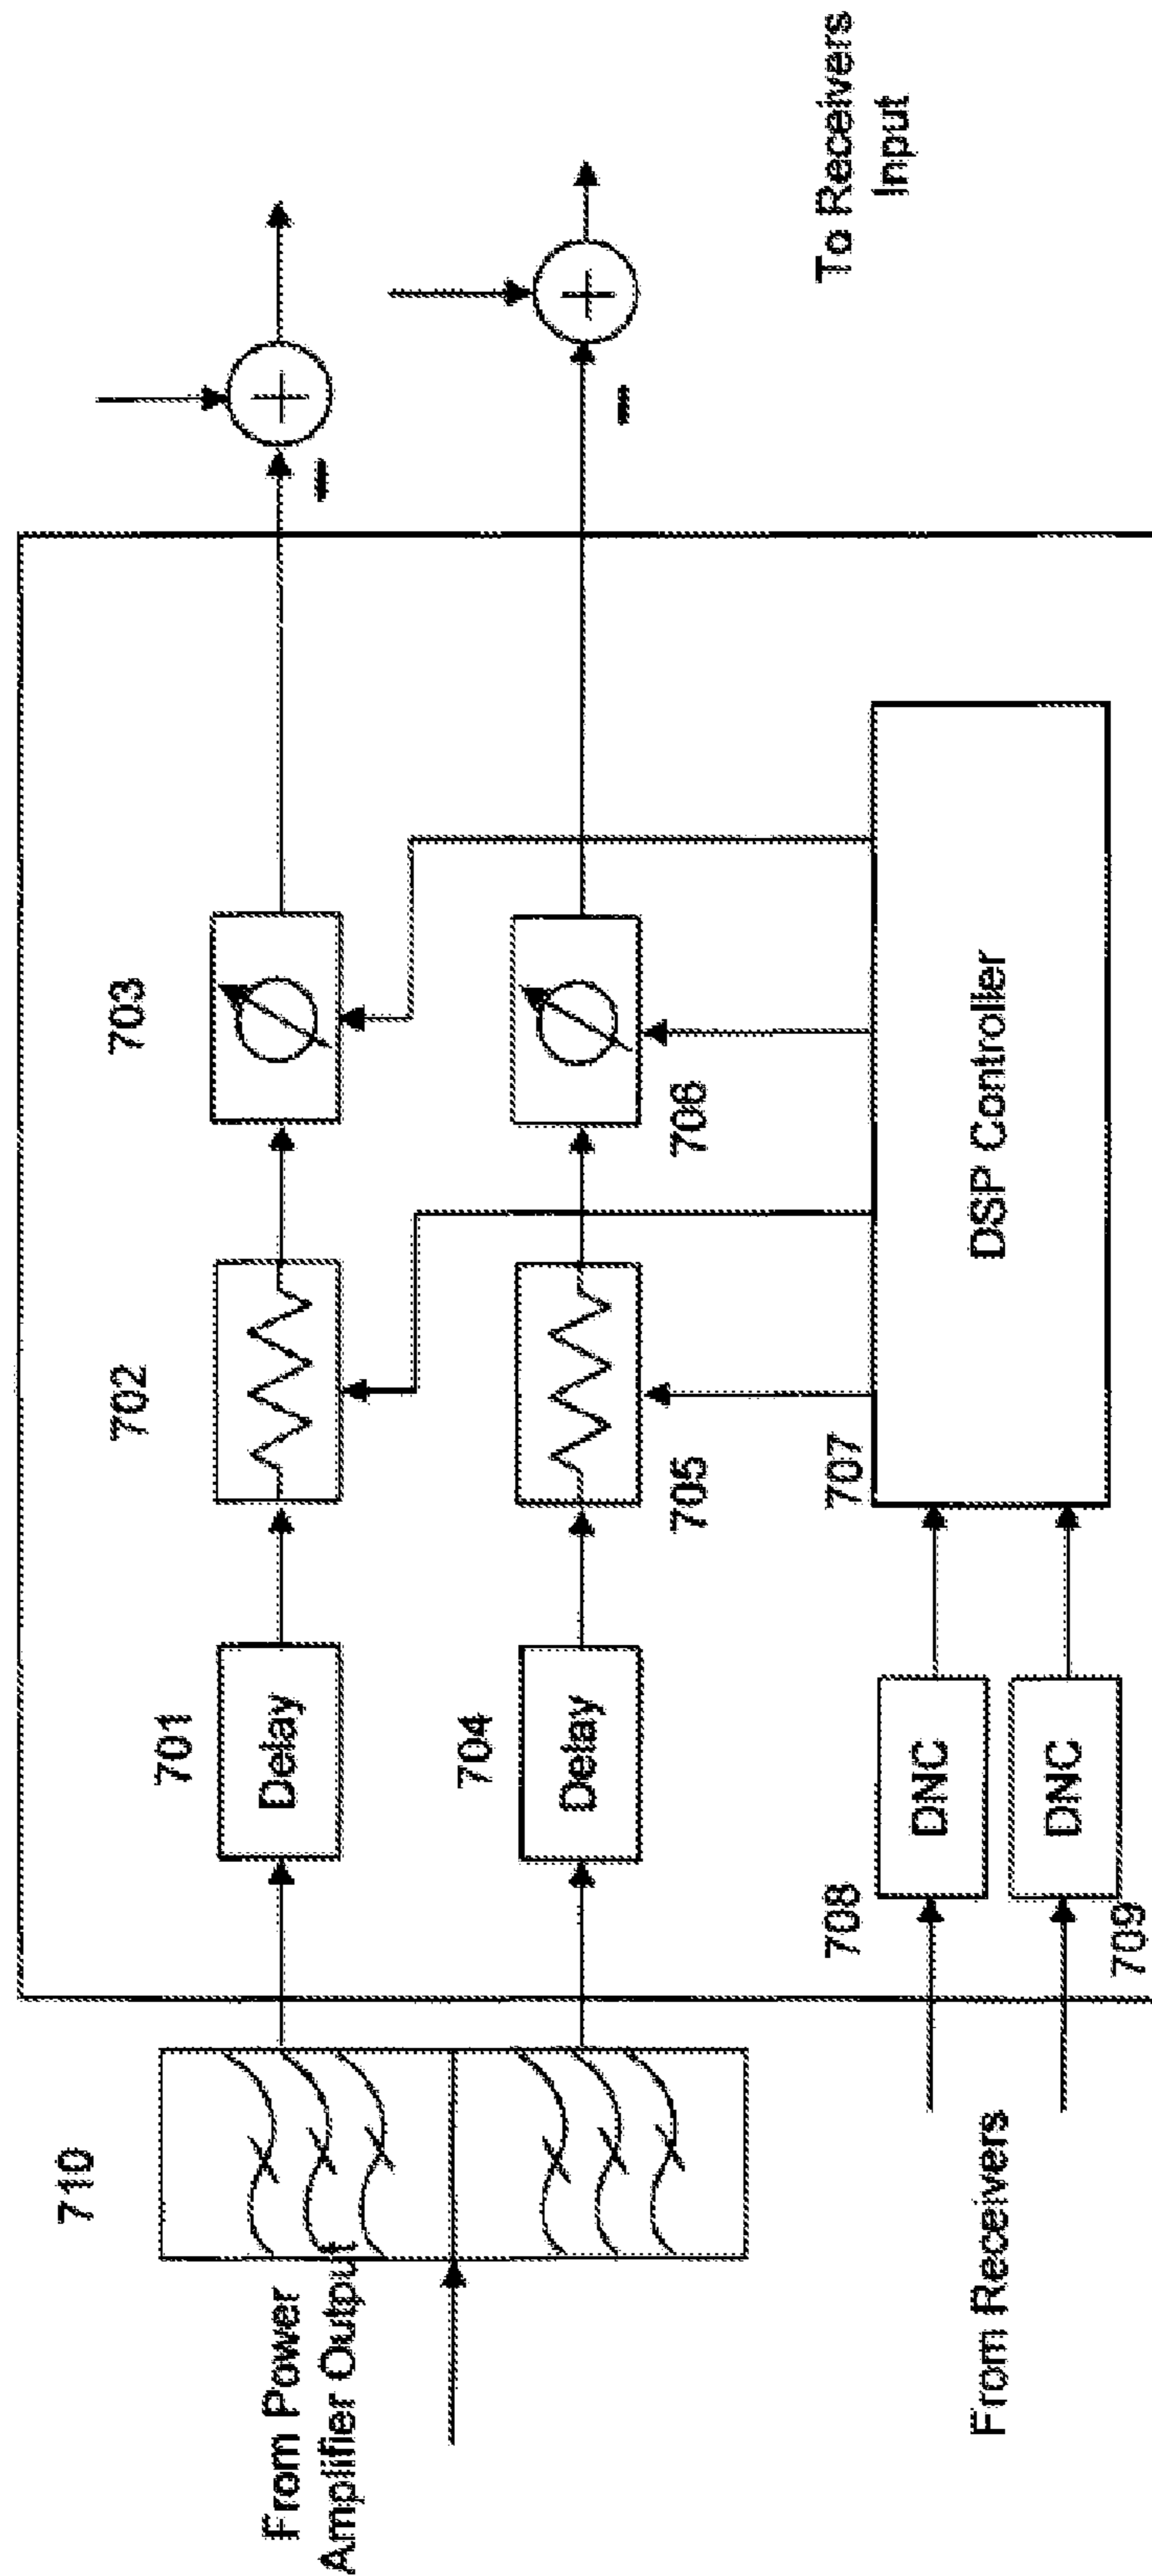 710
From Power
Amplifier Output
701
Delay
702
703
704
Delay
705
706
To Receivers
Input
707
DSP Controller
708
DNC
DNC
709
From Receivers